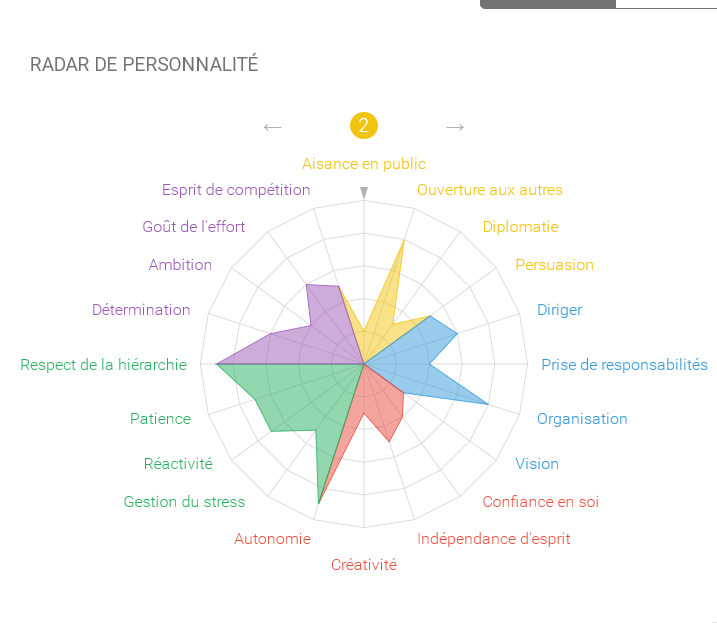 RADAR DE PERSONNALITÉ
← 2 →
Aisance en public
Esprit de compétition
Ouverture aux autres
Goût de l'effort
Diplomatie
Ambition
Persuasion
Détermination
Diriger
Respect de la hiérarchie
Prise de responsabilités
Patience
Organisation
Réactivité
Vision
Gestion du stress
Confiance en soi
Autonomie
Indépendance d'esprit
Créativité